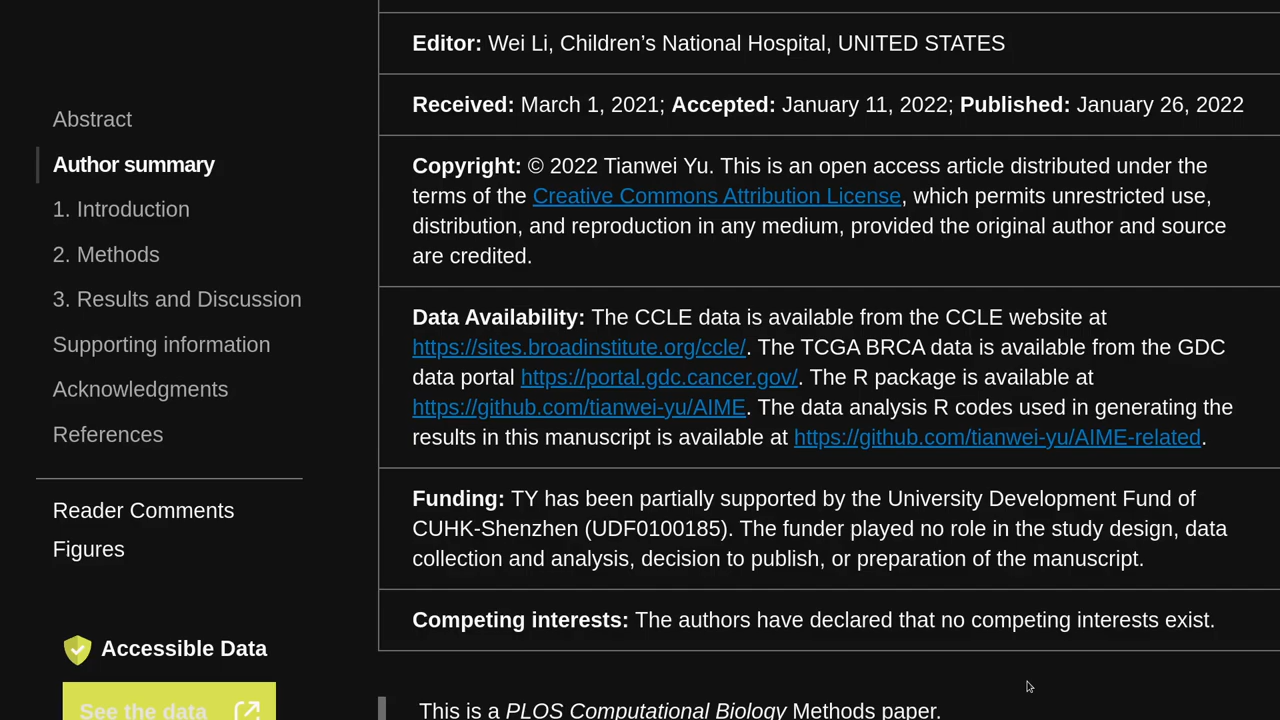 Abstract
Author summary
1. Introduction
2. Methods
3. Results and Discussion
Supporting information
Acknowledgments
References
Reader Comments
Figures
Accessible Data
See the data
Editor: Wei Li, Children’s National Hospital, UNITED STATES
Received: March 1, 2021; Accepted: January 11, 2022; Published: January 26, 2022
Copyright: © 2022 Tianwei Yu. This is an open access article distributed under the
terms of the Creative Commons Attribution License, which permits unrestricted use,
distribution, and reproduction in any medium, provided the original author and source
are credited.
Data Availability: The CCLE data is available from the CCLE website at
https://sites.broadinstitute.org/ccle/. The TCGA BRCA data is available from the GDC
data portal https://portal.gdc.cancer.gov/. The R package is available at
https://github.com/tianwei-yu/AIME. The data analysis R codes used in generating the
results in this manuscript is available at https://github.com/tianwei-yu/AIME-related.
Funding: TY has been partially supported by the University Development Fund of
CUHK-Shenzhen (UDF0100185). The funder played no role in the study design, data
collection and analysis, decision to publish, or preparation of the manuscript.
Competing interests: The authors have declared that no competing interests exist.
This is a PLOS Computational Biology Methods paper.